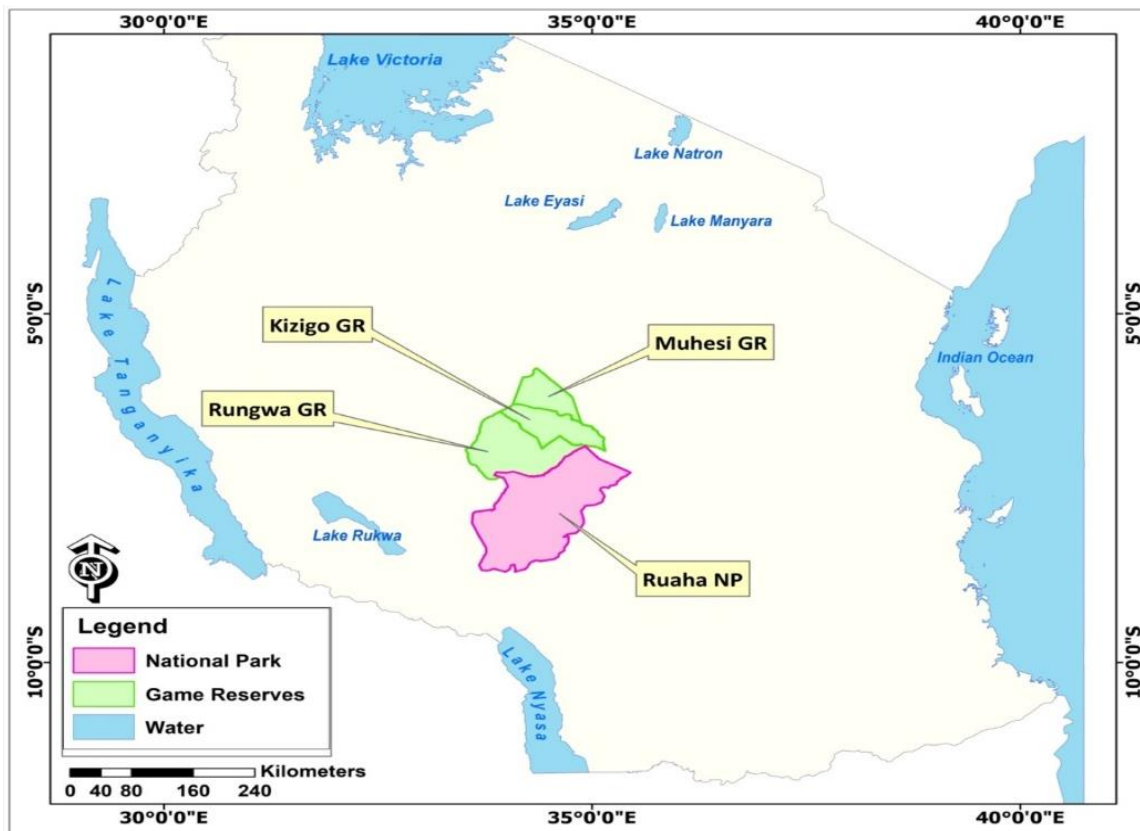 30°0'0"E 35°0'0"E 40°0'0"E
Lake Victoria
Lake Natron
Lake Eyasi
Lake Manyara
5°0'0"S
5°0'0"S
Kizigo GR
Muhesi GR
Indian Ocean
Rungwa GR
Lake Tanganyika
Lake Rukwa
N
Ruaha NP
Legend
National Park
Game Reserves
Water
Lake Nyasa
10°0'0"S
10°0'0"S
Kilometers
0 40 80 160 240
30°0'0"E 35°0'0"E 40°0'0"E